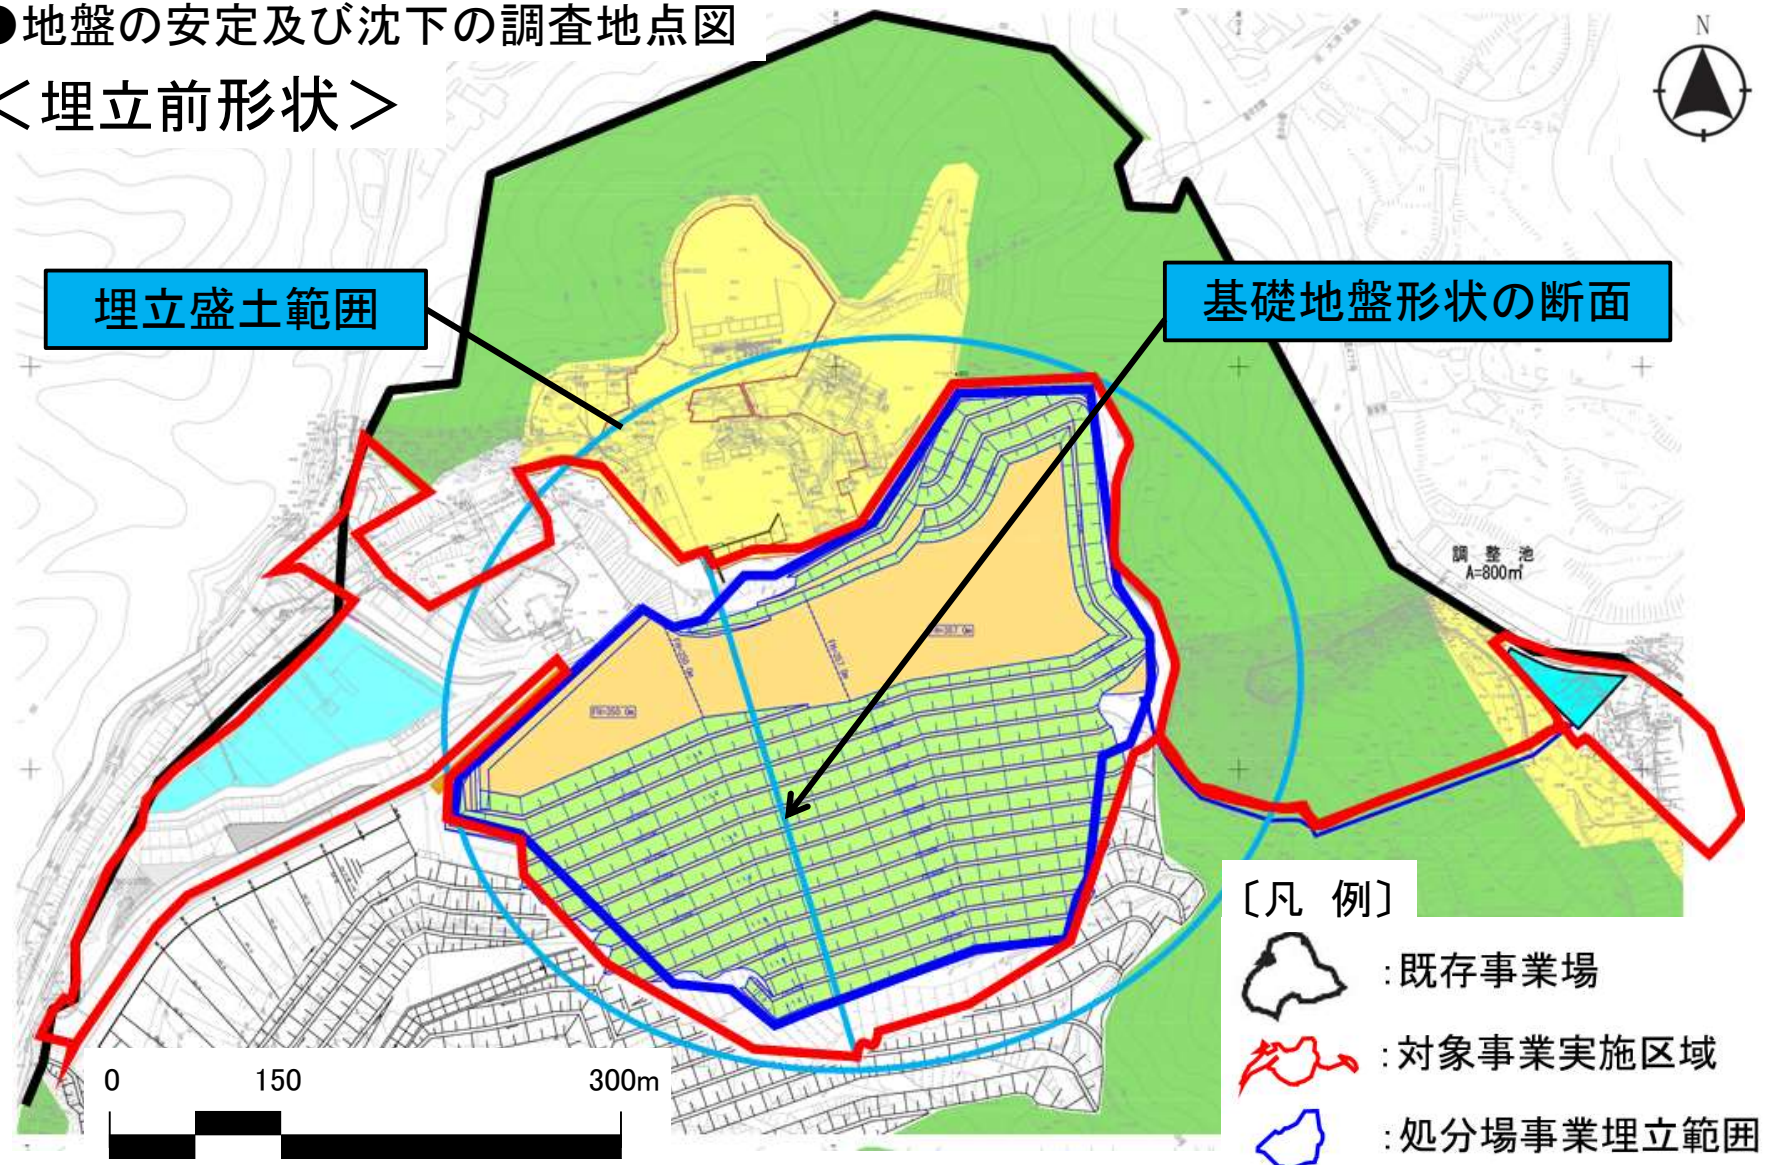 ●地盤の安定及び沈下の調査地点図
＜埋立前形状＞
N
埋立盛土範囲
基礎地盤形状の断面
調整池
A=800㎡
FH=350.0m
〔凡 例〕
:既存事業場
:対象事業実施区域
:処分場事業埋立範囲
0 150 300m